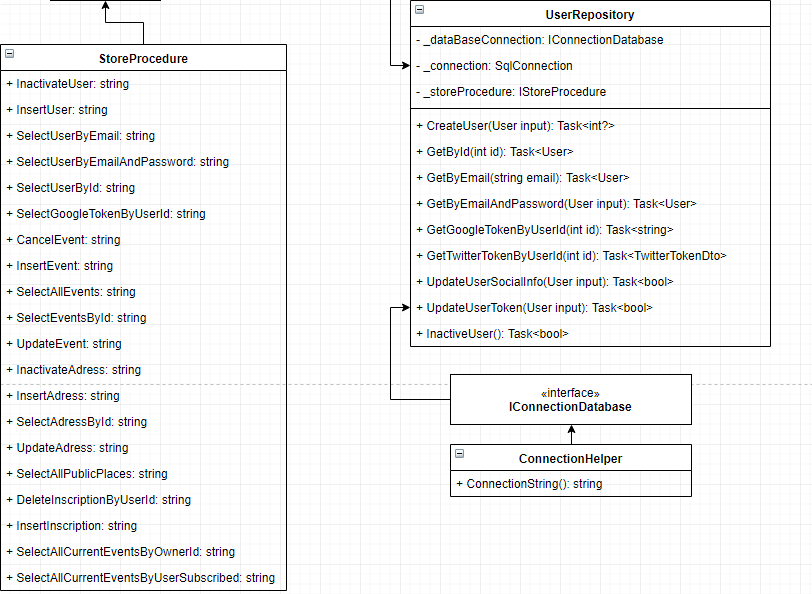 StoreProcedure
+ InactivateUser: string
+ InsertUser: string
+ SelectUserByEmail: string
+ SelectUserByEmailAndPassword: string
+ SelectUserById: string
+ SelectGoogleTokenByUserId: string
+ CancelEvent: string
+ InsertEvent: string
+ SelectAllEvents: string
+ SelectEventsById: string
+ UpdateEvent: string
+ InactivateAdress: string
+ InsertAdress: string
+ SelectAdressById: string
+ UpdateAdress: string
+ SelectAllPublicPlaces: string
+ DeleteInscriptionByUserId: string
+ InsertInscription: string
+ SelectAllCurrentEventsByOwnerId: string
+ SelectAllCurrentEventsByUserSubscribed: string
UserRepository
- _dataBaseConnection: IConnectionDatabase
- _connection: SqlConnection
- _storeProcedure: IStoreProcedure
+ CreateUser(User input): Task<int?>
+ GetById(int id): Task<User>
+ GetByEmail(string email): Task<User>
+ GetByEmailAndPassword(User input): Task<User>
+ GetGoogleTokenByUserId(int id): Task<string>
+ GetTwitterTokenByUserId(int id): Task<TwitterTokenDto>
+ UpdateUserSocialInfo(User input): Task<bool>
+ UpdateUserToken(User input): Task<bool>
+ InactiveUser(): Task<bool>
«interface»
IConnectionDatabase
ConnectionHelper
+ ConnectionString(): string